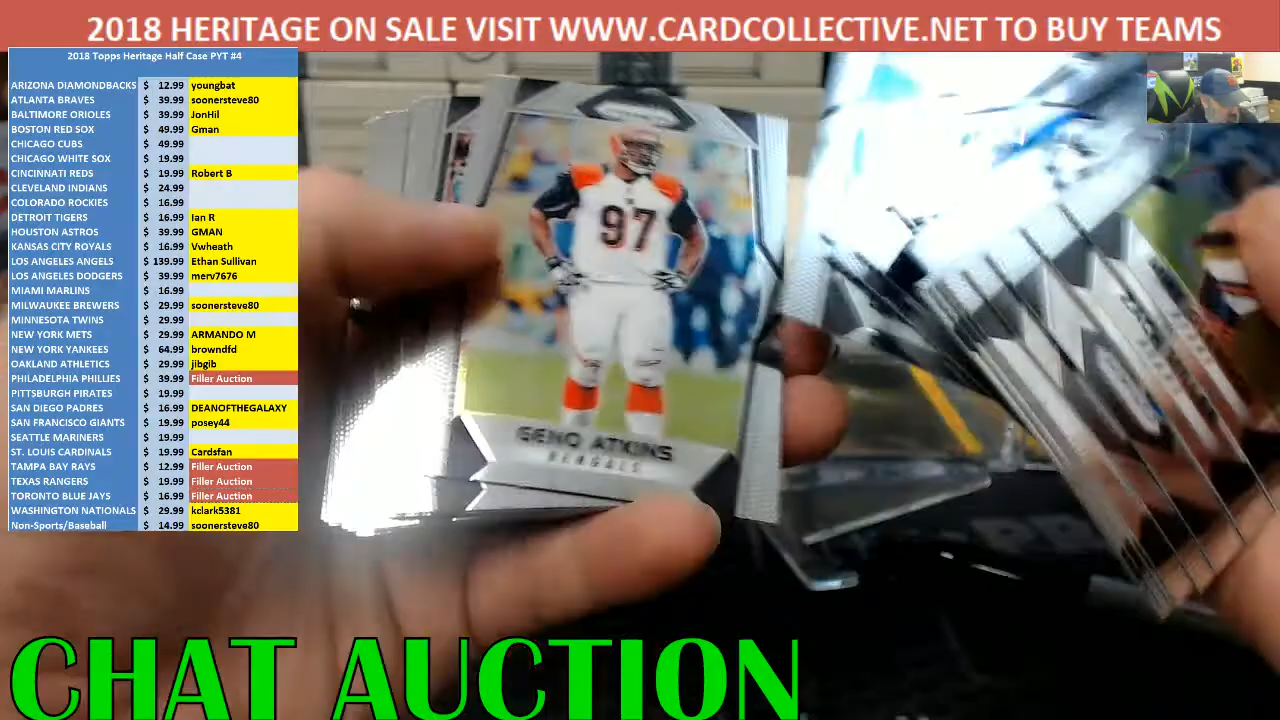 2018 HERITAGE ON SALE VISIT WWW.CARDCOLLECTIVE.NET TO BUY TEAMS
2018 Topps Heritage Half Case PYT #4
ARIZONA DIAMONDBACKS $ 12.99 youngbat
ATLANTA BRAVES $ 39.99 soonersteve80
BALTIMORE ORIOLES $ 39.99 JonHil
BOSTON RED SOX $ 49.99 Gman
CHICAGO CUBS $ 49.99
CHICAGO WHITE SOX $ 19.99
CINCINNATI REDS $ 19.99 Robert B
CLEVELAND INDIANS $ 24.99
COLORADO ROCKIES $ 16.99
DETROIT TIGERS $ 16.99 Ian R
HOUSTON ASTROS $ 39.99 GMAN
KANSAS CITY ROYALS $ 16.99 Vwheath
LOS ANGELES ANGELS $ 139.99 Ethan Sullivan
LOS ANGELES DODGERS $ 39.99 merv7676
MIAMI MARLINS $ 16.99
MILWAUKEE BREWERS $ 29.99 soonersteve80
MINNESOTA TWINS $ 29.99
NEW YORK METS $ 29.99 ARMANDO M
NEW YORK YANKEES $ 64.99 browndfd
OAKLAND ATHLETICS $ 29.99 jibgib
PHILADELPHIA PHILLIES $ 39.99 Filler Auction
PITTSBURGH PIRATES $ 19.99
SAN DIEGO PADRES $ 16.99 DEANOFTHEGALAXY
SAN FRANCISCO GIANTS $ 19.99 posey44
SEATTLE MARINERS $ 19.99
ST. LOUIS CARDINALS $ 19.99 Cardsfan
TAMPA BAY RAYS $ 12.99 Filler Auction
TEXAS RANGERS $ 19.99 Filler Auction
TORONTO BLUE JAYS $ 16.99 Filler Auction
WASHINGTON NATIONALS $ 29.99 kclark5381
Non-Sports/Baseball $ 14.99 soonersteve80
97
GENO ATKINS
BENGALS
CHAT AUCTION